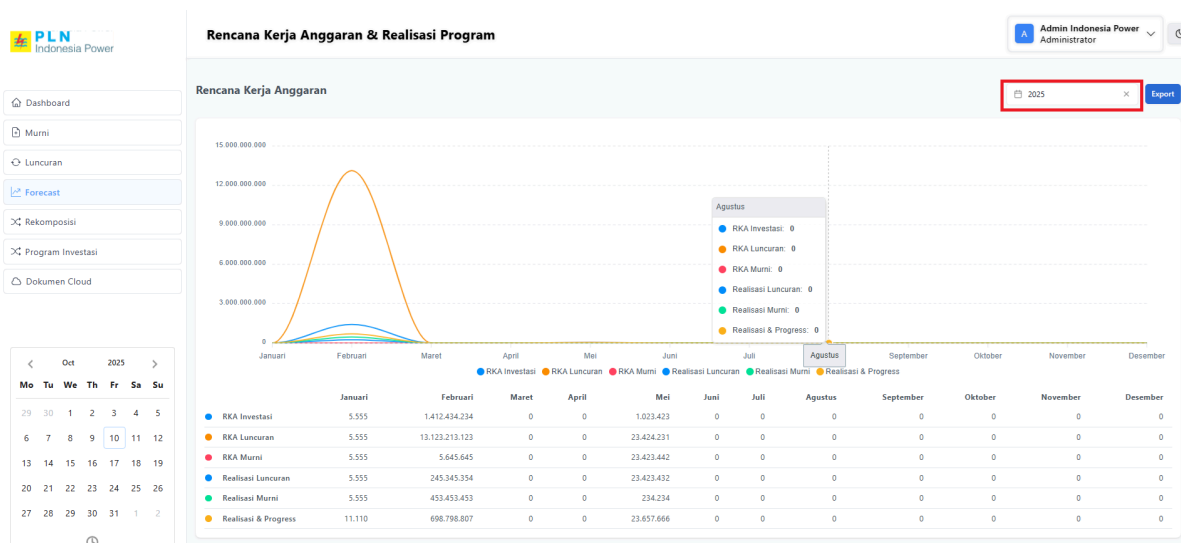 PLN
Indonesia Power
Rencana Kerja Anggaran & Realisasi Program
A
Admin Indonesia Power
Administrator
Dashboard
Murni
Luncuran
Forecast
Rekomposisi
Program Investasi
Dokumen Cloud
Oct 2025
Mo Tu We Th Fr Sa Su
29 30 1 2 3 4 5
6 7 8 9 10 11 12
13 14 15 16 17 18 19
20 21 22 23 24 25 26
27 28 29 30 31 1 2
Rencana Kerja Anggaran
2025
Export
15.000.000.000
12.000.000.000
9.000.000.000
6.000.000.000
3.000.000.000
0
Agustus
RKA Investasi: 0
RKA Luncuran: 0
RKA Murni: 0
Realisasi Luncuran: 0
Realisasi Murni: 0
Realisasi & Progress: 0
Januari Februari Maret April Mei Juni Juli Agustus September Oktober November Desember
RKA Investasi RKA Luncuran RKA Murni Realisasi Luncuran Realisasi Murni Realisasi & Progress
Januari Februari Maret April Mei Juni Juli Agustus September Oktober November Desember
RKA Investasi 5.555 1.412.434.234 0 0 1.023.423 0 0 0 0 0 0 0
RKA Luncuran 5.555 13.123.213.123 0 0 23.424.231 0 0 0 0 0 0 0
RKA Murni 5.555 5.645.645 0 0 23.423.442 0 0 0 0 0 0 0
Realisasi Luncuran 5.555 245.345.354 0 0 23.423.432 0 0 0 0 0 0 0
Realisasi Murni 5.555 453.453.453 0 0 234.234 0 0 0 0 0 0 0
Realisasi & Progress 11.110 698.798.807 0 0 23.657.666 0 0 0 0 0 0 0